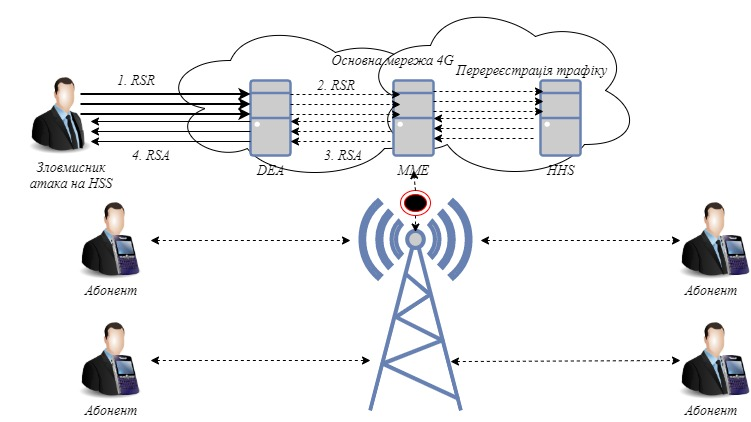 Основна мережа 4G
Перереєстрація трафіку
1. RSR
2. RSR
4. RSA
3. RSA
Зловмисник
атака на HSS
DEA
MME
HHS
Абонент
Абонент
Абонент
Абонент